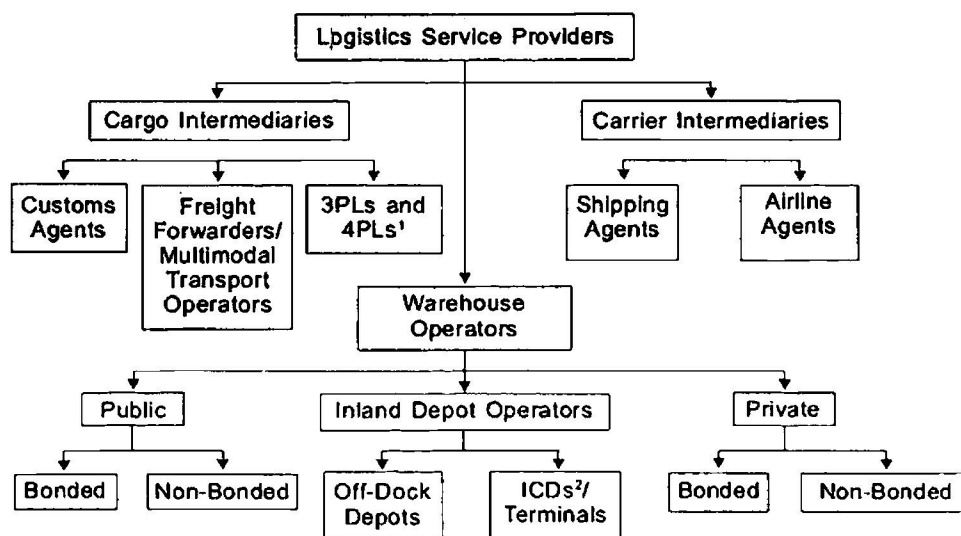 Logistics Service Providers
Cargo Intermediaries
Carrier Intermediaries
Customs
Agents
Freight
Forwarders/
Multimodal
Transport
Operators
3PLs and
4PLs¹
Shipping
Agents
Airline
Agents
Warehouse
Operators
Public
Inland Depot Operators
Private
Bonded
Non-Bonded
Off-Dock
Depots
ICDs²/
Terminals
Bonded
Non-Bonded